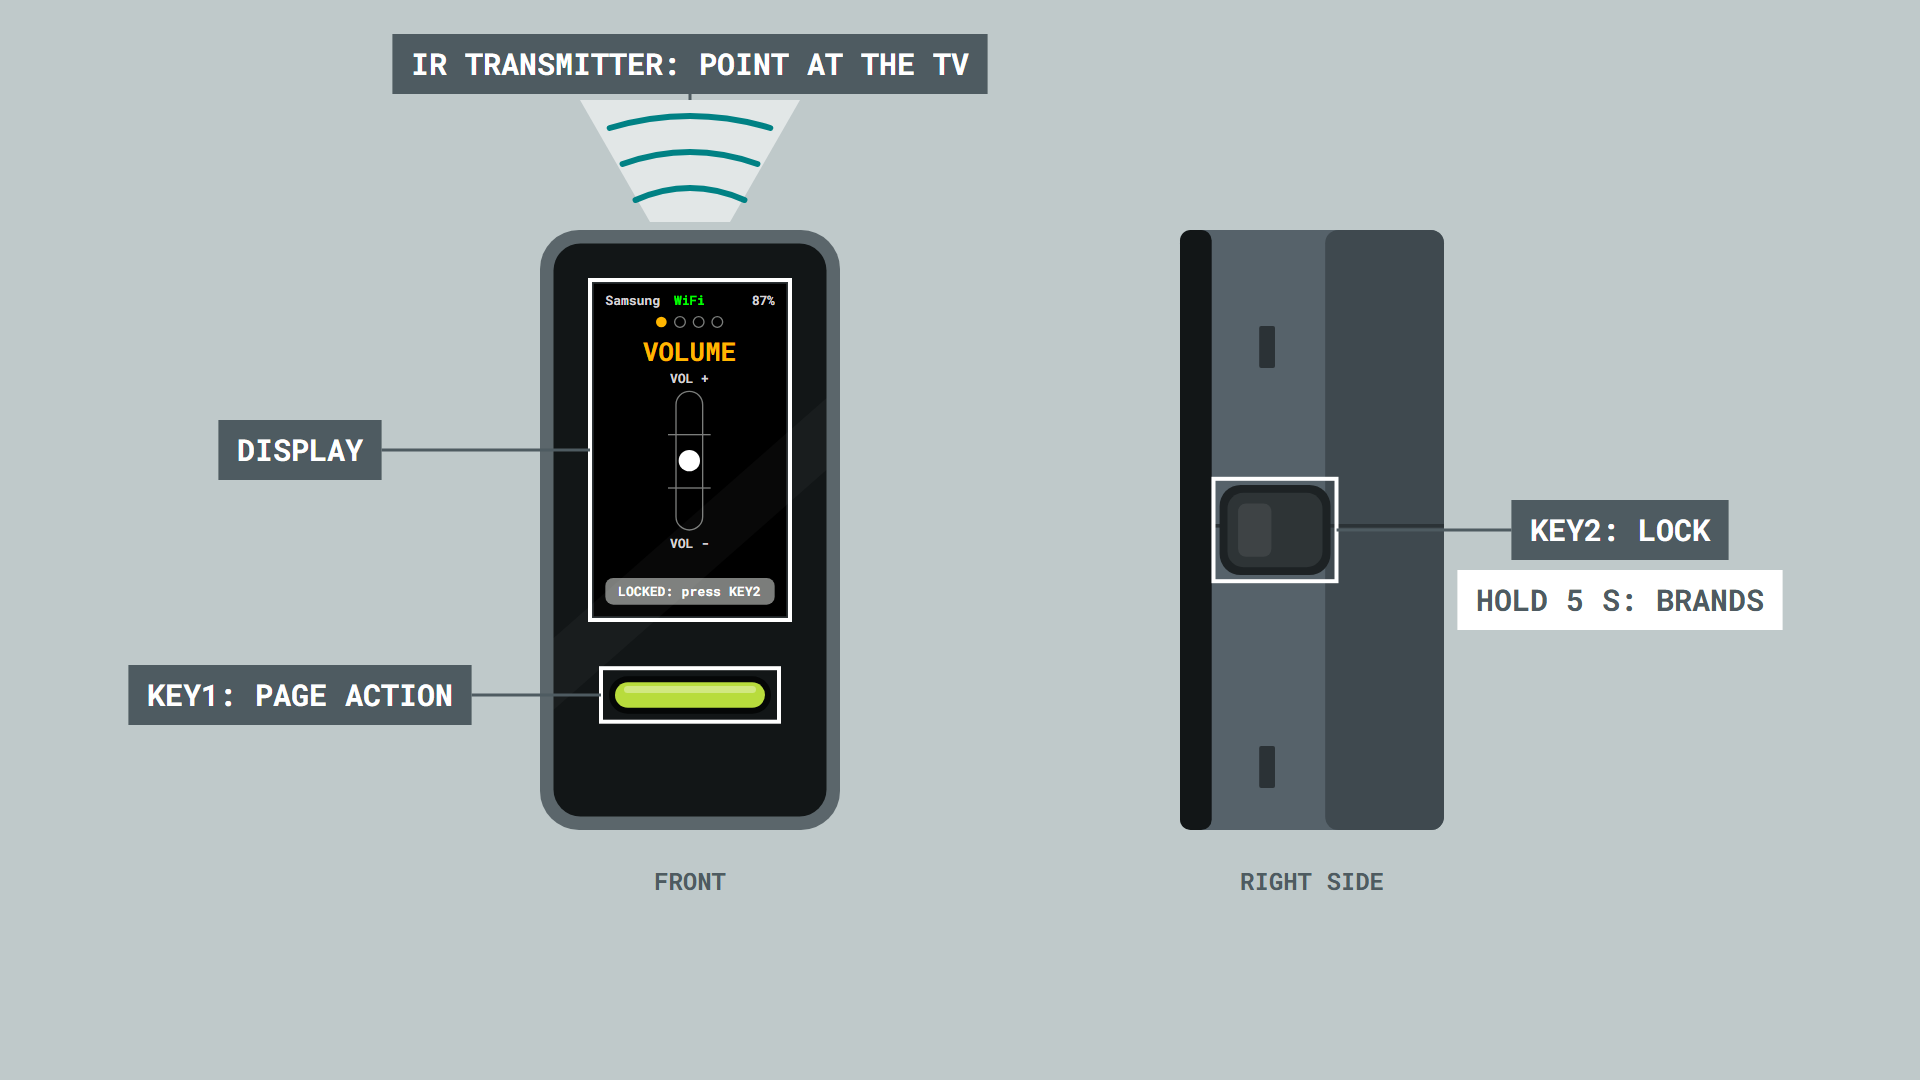 IR TRANSMITTER: POINT AT THE TV
Samsung WiFi 87%
VOLUME
VOL +
VOL -
LOCKED: press KEY2
DISPLAY
KEY1: PAGE ACTION
KEY2: LOCK
HOLD 5 S: BRANDS
FRONT
RIGHT SIDE